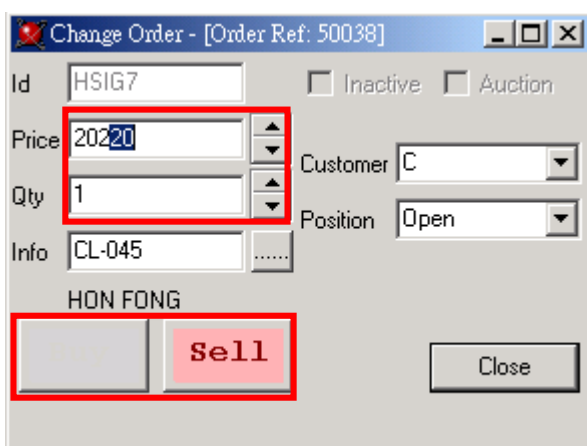 Change Order - [Order Ref: 50038]
Id HSIG7 Inactive Auction
Price 20220
Customer C
Qty 1
Position Open
Info CL-045 ......
HON FONG
Sell Close